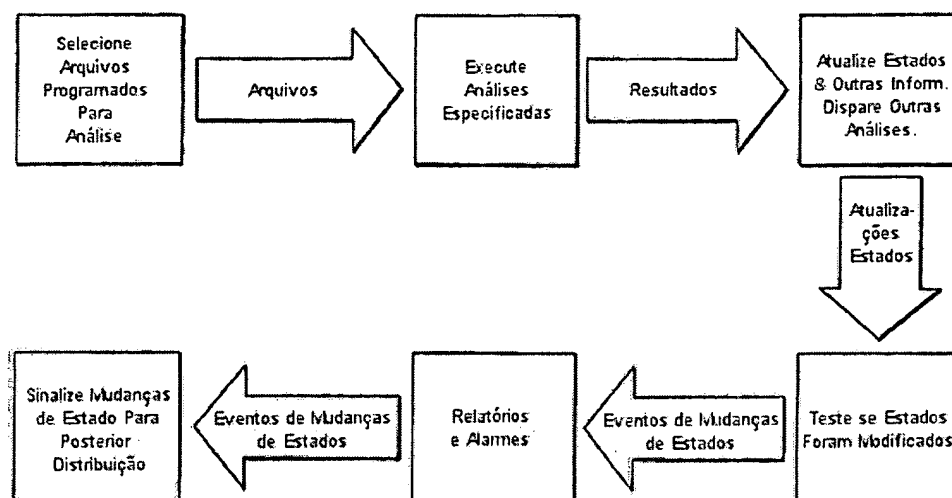 Selecione
Arquivos
Programados
Para
Análise
Arquivos
Execute
Análises
Especificadas
Resultados
Atualize Estados
& Outras Inform.
Dispare Outras
Análises.
Atualiza-
ções
Estados
Teste se Estados
Foram Modificados
Eventos de Mudanças
de Estados
Relatórios
e Alarmes
Eventos de Mudanças
de Estados
Sinalize Mudanças
de Estado Para
Posterior
Distribuição